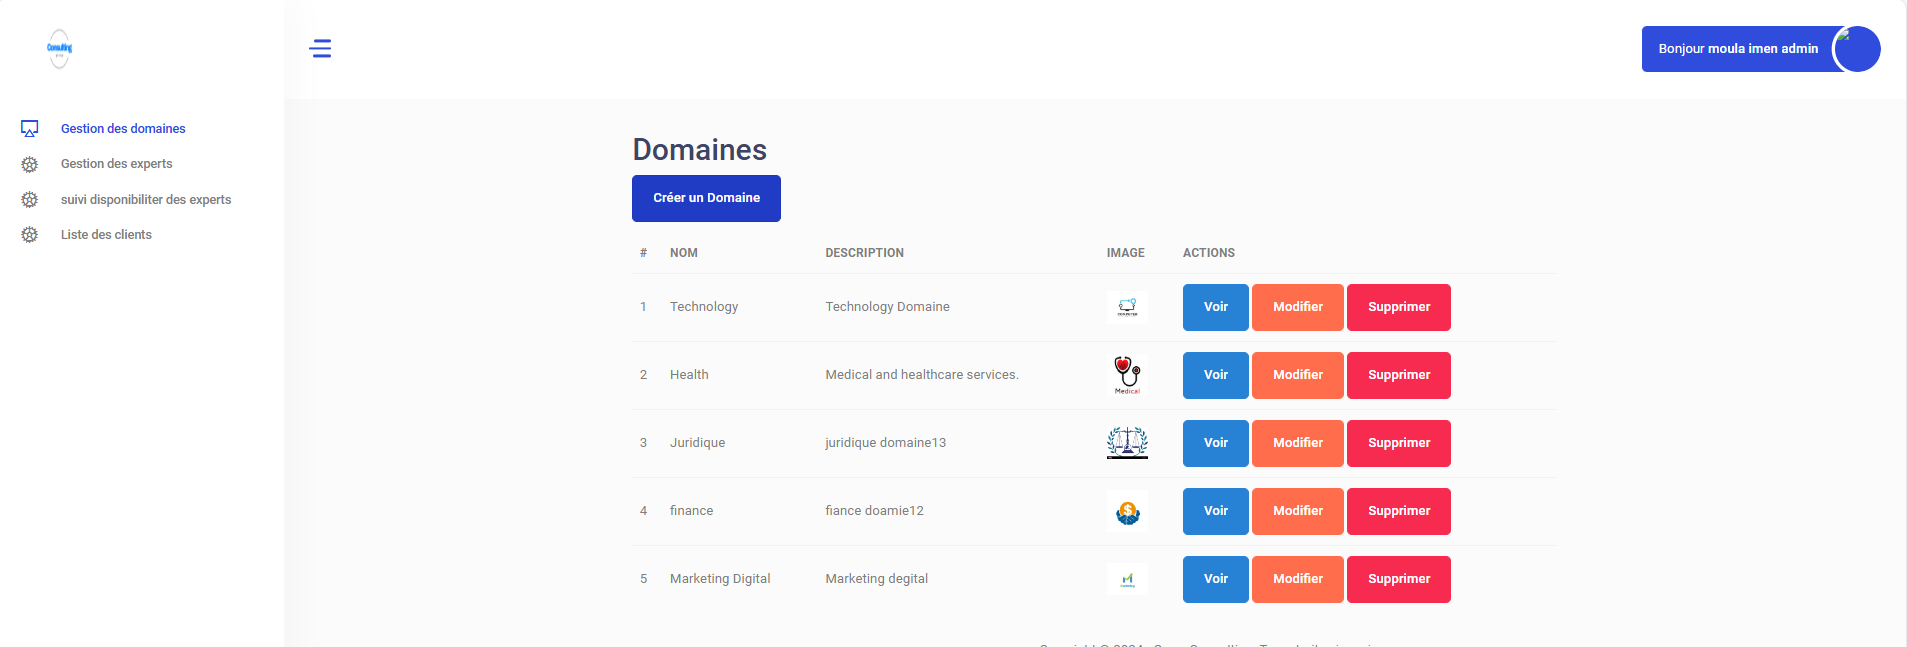 Consulting
Bonjour moula imen admin
Gestion des domaines
Gestion des experts
suivi disponibiliter des experts
Liste des clients
Domaines
Créer un Domaine
# NOM DESCRIPTION IMAGE ACTIONS
1 Technology Technology Domaine COMPUTER Voir Modifier Supprimer
2 Health Medical and healthcare services. Medical Voir Modifier Supprimer
3 Juridique juridique domaine13 Voir Modifier Supprimer
4 finance fiance doamie12 Voir Modifier Supprimer
5 Marketing Digital Marketing degital marketing Voir Modifier Supprimer